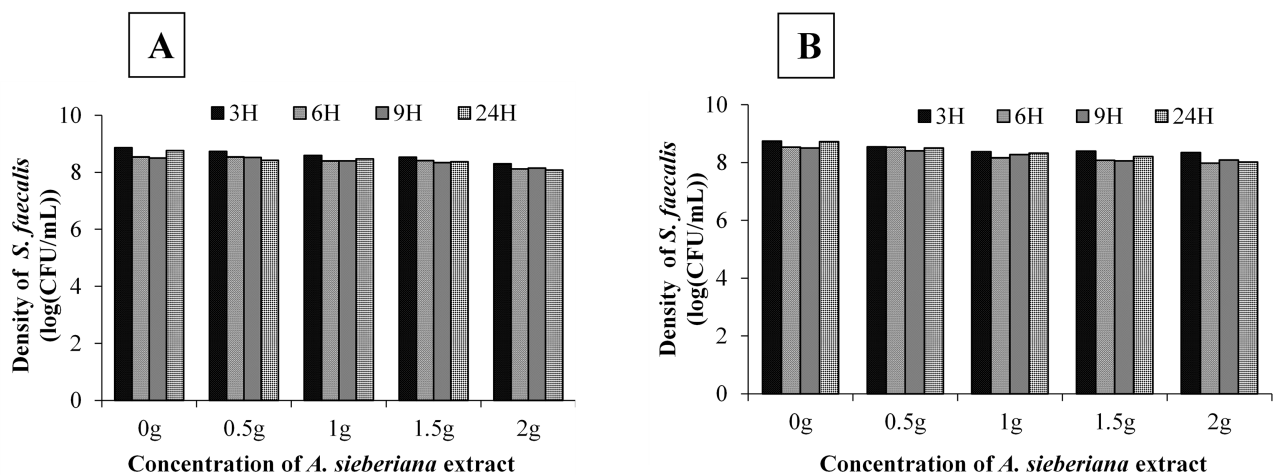 A
3H 6H 9H 24H
Density of S. faecalis
(log(CFU/mL))
10
8
6
4
2
0
0g 0.5g 1g 1.5g 2g
Concentration of A. sieberiana extract
B
3H 6H 9H 24H
Density of S. faecalis
(log(CFU/mL))
10
8
6
4
2
0
0g 0.5g 1g 1.5g 2g
Concentration of A. sieberiana extract